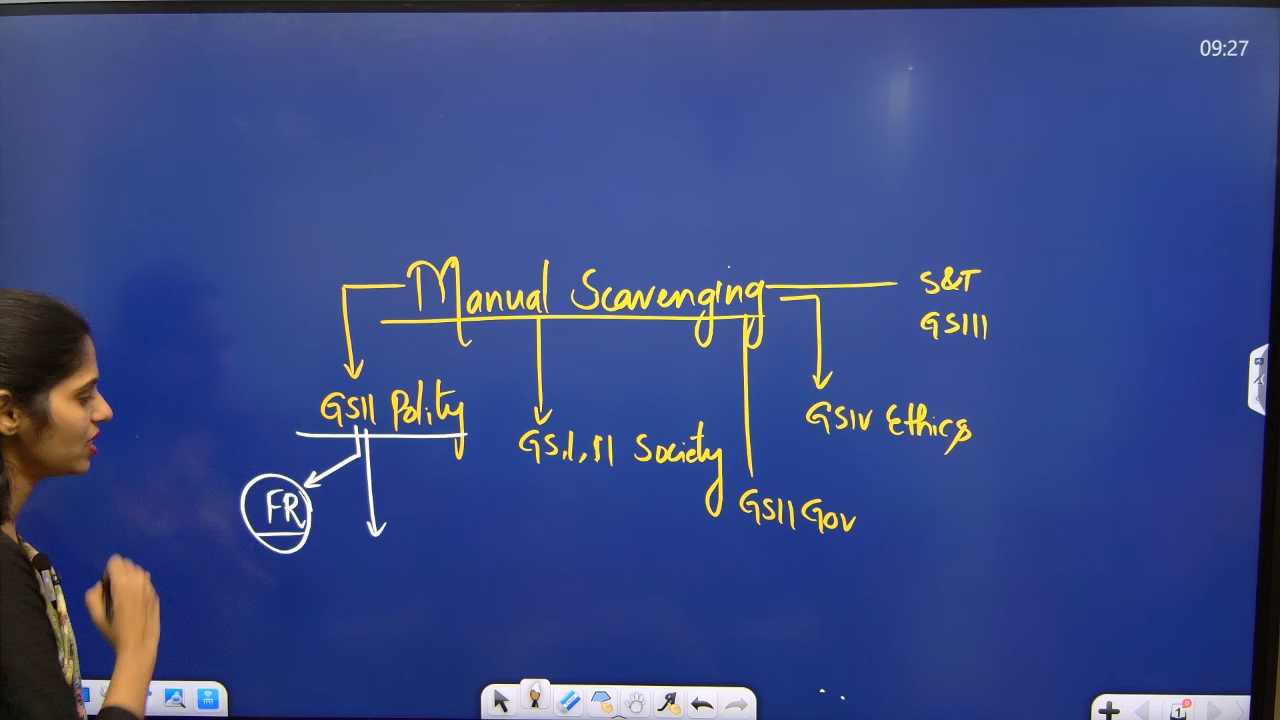 09:27
Manual Scavenging
S&T
GSIII
GSII Polity
GS,I,II Society
GSIV Ethics
FR
GSII Gov